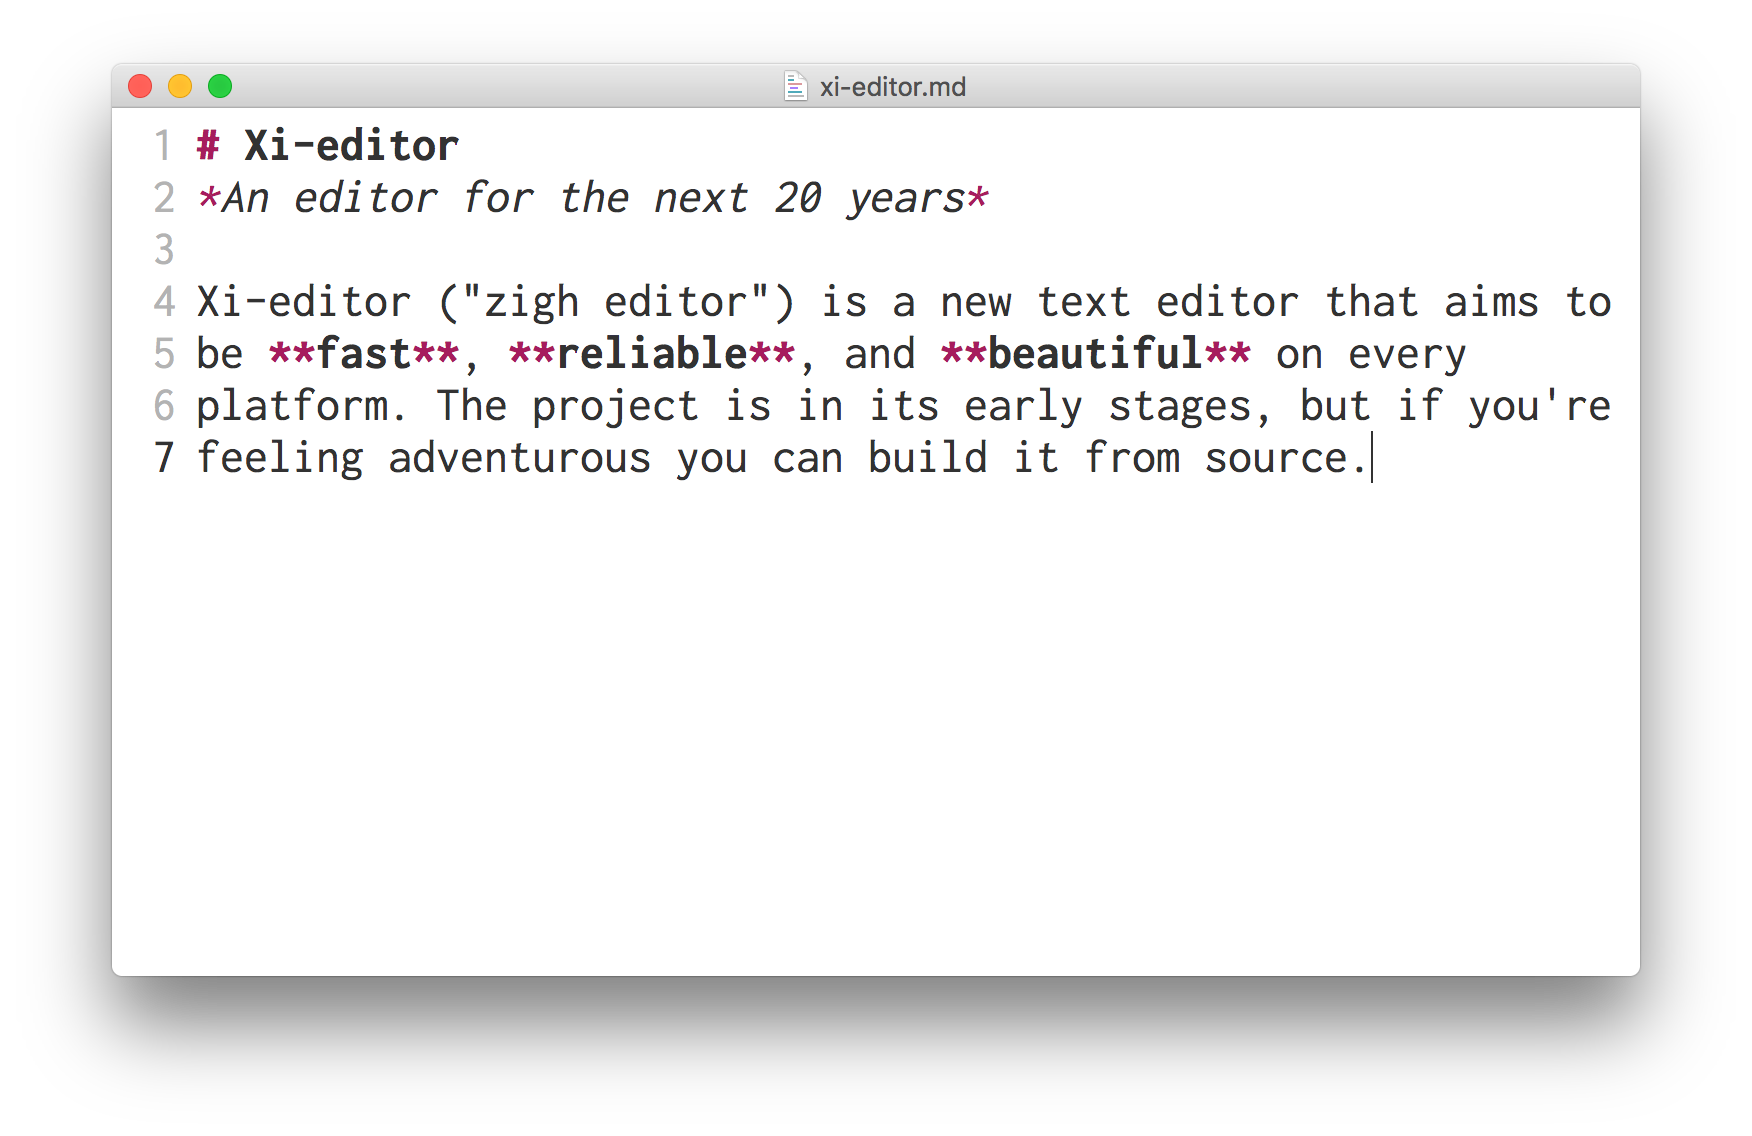 xi-editor.md
1 # Xi-editor
2 *An editor for the next 20 years*
3
4 Xi-editor ("zigh editor") is a new text editor that aims to
5 be **fast**, **reliable**, and **beautiful** on every
6 platform. The project is in its early stages, but if you're
7 feeling adventurous you can build it from source.